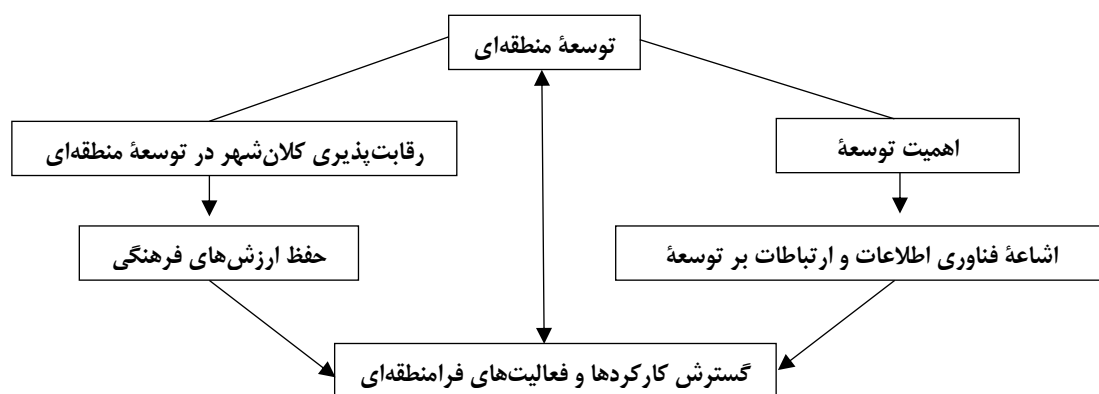 توسعهٔ منطقه‌ای
اهمیت توسعهٔ
رقابت‌پذیری کلان‌شهر در توسعهٔ منطقه‌ای
اشاعهٔ فناوری اطلاعات و ارتباطات بر توسعهٔ
حفظ ارزش‌های فرهنگی
گسترش کارکردها و فعالیت‌های فرامنطقه‌ای